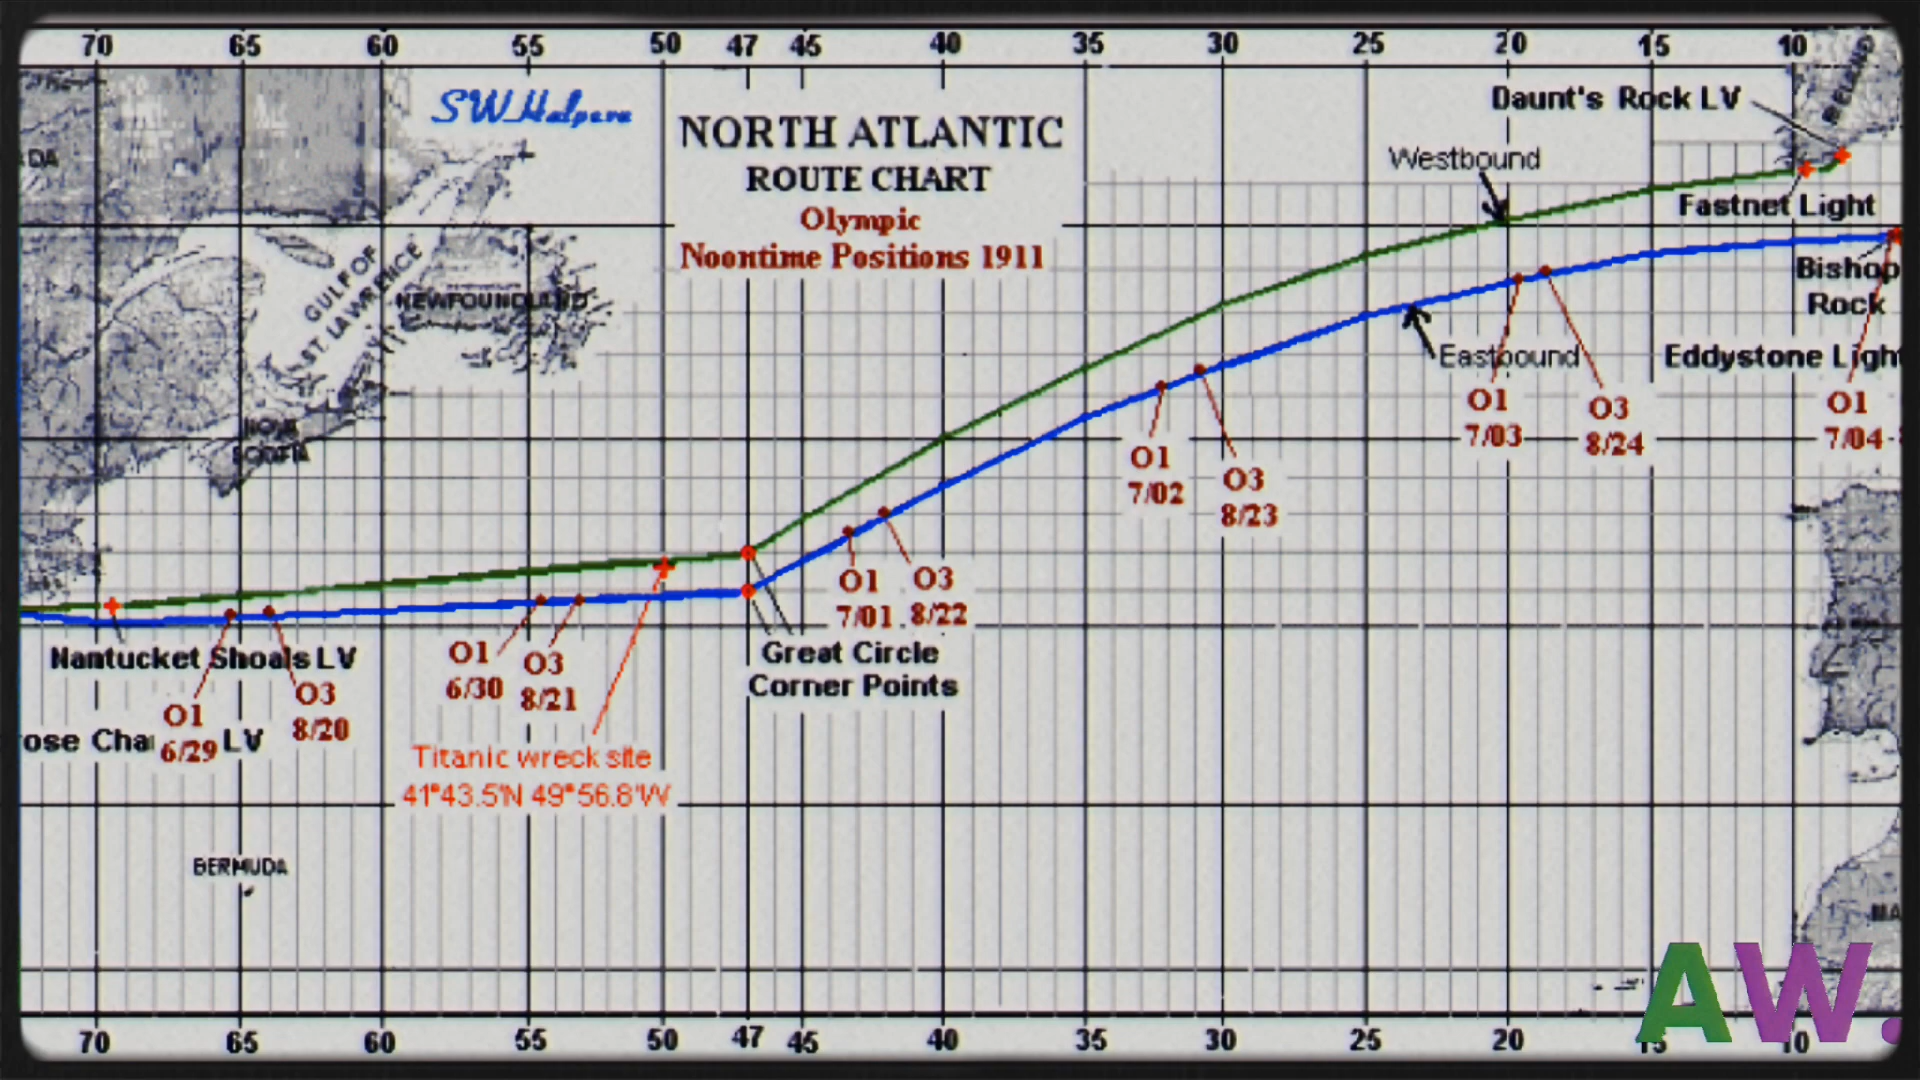 70 65 60 55 50 47 45 40 35 30 25 20 15 10
IRELAND
SWHalpern
NORTH ATLANTIC
ROUTE CHART
Olympic
Noontime Positions 1911
Daunt's Rock LV
Westbound
Fastnet Light
DA
GULF OF
ST. LAWRENCE
NEWFOUNDLAND
Bishop
Rock
Eastbound
Eddystone Light
NOVA
SCOTIA
O1
7/03
O3
8/24
O1
7/04-
O1
7/02
O3
8/23
O1
7/01
O3
8/22
Great Circle
Corner Points
Nantucket Shoals LV
O1
6/30
O3
8/21
O1
6/29
O3
8/20
ose Cha LV
Titanic wreck site
41°43.5'N 49°56.8'W
BERMUDA
MA
AW.
70 65 60 55 50 47 45 40 35 30 25 20 15 10